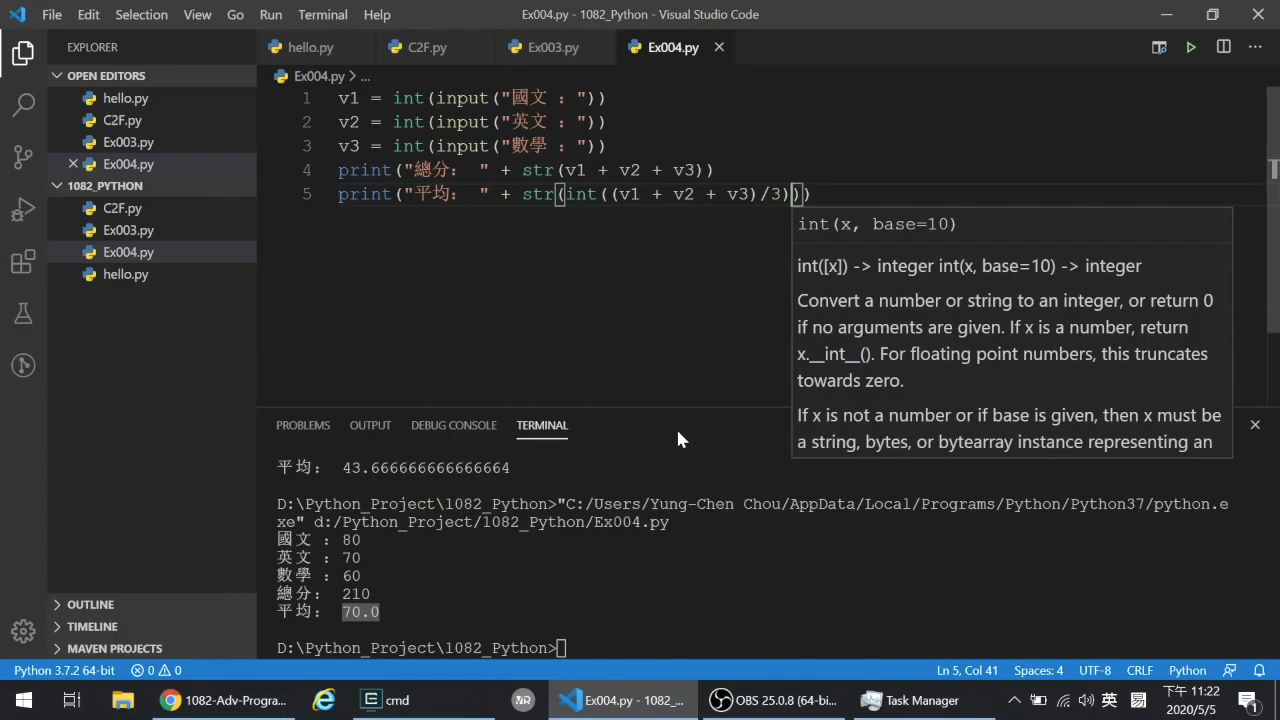 File Edit Selection View Go Run Terminal Help
Ex004.py - 1082_Python - Visual Studio Code
EXPLORER
hello.py C2F.py Ex003.py Ex004.py
OPEN EDITORS
hello.py
C2F.py
Ex003.py
Ex004.py
1082_PYTHON
C2F.py
Ex003.py
Ex004.py
hello.py
OUTLINE
TIMELINE
MAVEN PROJECTS
Ex004.py > ...
1 v1 = int(input("國文 : "))
2 v2 = int(input("英文 : "))
3 v3 = int(input("數學 : "))
4 print("總分: " + str(v1 + v2 + v3))
5 print("平均: " + str(int((v1 + v2 + v3)/3)))
int(x, base=10)
int([x]) -> integer int(x, base=10) -> integer
Convert a number or string to an integer, or return 0
if no arguments are given. If x is a number, return
x.__int__(). For floating point numbers, this truncates
towards zero.
If x is not a number or if base is given, then x must be
a string, bytes, or bytearray instance representing an
PROBLEMS OUTPUT DEBUG CONSOLE TERMINAL
平均: 43.666666666666664
D:\Python_Project\1082_Python>"C:/Users/Yung-Chen Chou/AppData/Local/Programs/Python/Python37/python.e
xe" d:/Python_Project/1082_Python/Ex004.py
國文 : 80
英文 : 70
數學 : 60
總分: 210
平均: 70.0
D:\Python_Project\1082_Python>
Python 3.7.2 64-bit 0 0 Ln 5, Col 41 Spaces: 4 UTF-8 CRLF Python
1082-Adv-Progra... cmd Ex004.py - 1082_... OBS 25.0.8 (64-bi... Task Manager 英
下午 11:22
2020/5/5
1